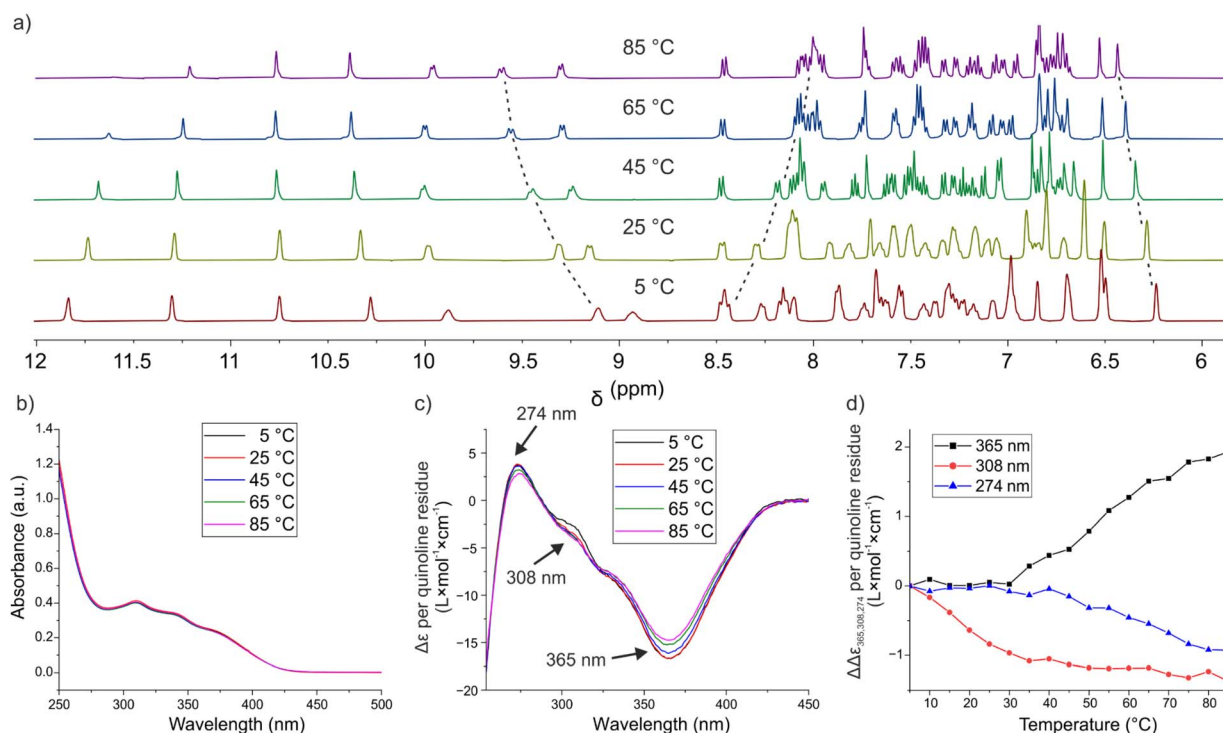 a)
85 °C
65 °C
45 °C
25 °C
5 °C
12 11.5 11 10.5 10 9.5 9 8.5 8 7.5 7 6.5 6
δ (ppm)
b)
Absorbance (a.u.)
1.4
1.2
1.0
0.8
0.6
0.4
0.2
0.0
5 °C
25 °C
45 °C
65 °C
85 °C
250 300 350 400 450 500
Wavelength (nm)
c)
Δε per quinoline residue
(L×mol⁻¹×cm⁻¹)
5
0
-5
-10
-15
-20
274 nm
308 nm
365 nm
5 °C
25 °C
45 °C
65 °C
85 °C
300 350 400 450
Wavelength (nm)
d)
ΔΔε365,308,274 per quinoline residue
(L×mol⁻¹×cm⁻¹)
2
1
0
-1
365 nm
308 nm
274 nm
10 20 30 40 50 60 70 80
Temperature (°C)